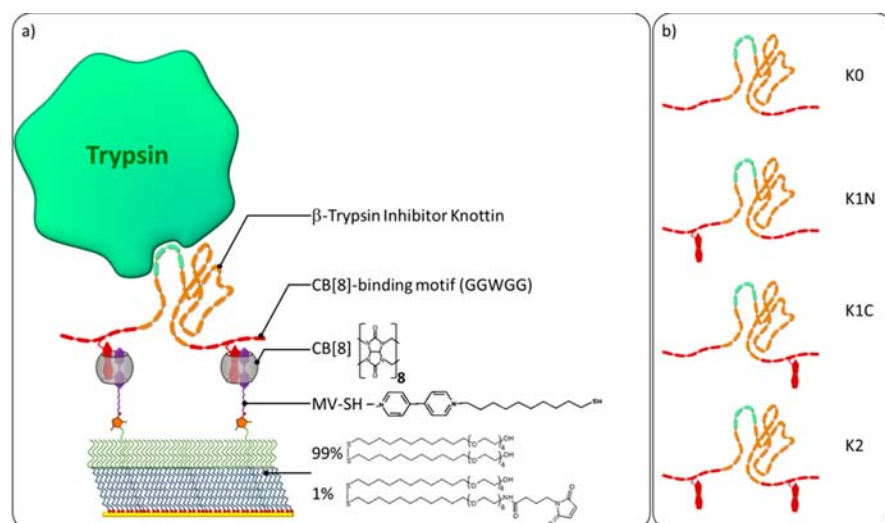 a)
Trypsin
β-Trypsin Inhibitor Knottin
CB[8]-binding motif (GGWGG)
CB[8]
8
MV-SH
SH
99%
1%
b)
K0
K1N
K1C
K2